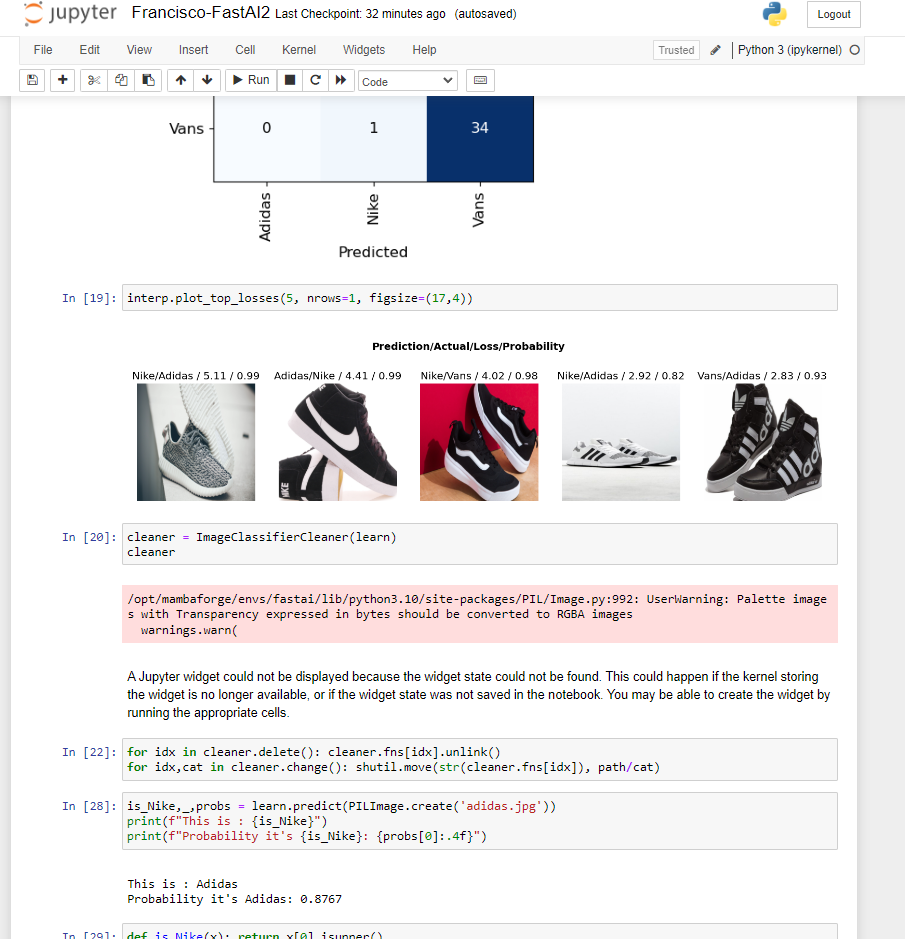 jupyter Francisco-FastAI2 Last Checkpoint: 32 minutes ago (autosaved)
Logout
File Edit View Insert Cell Kernel Widgets Help
Trusted Python 3 (ipykernel)
Run Code
Vans 0 1 34
Adidas Nike Vans
Predicted
In [19]: interp.plot_top_losses(5, nrows=1, figsize=(17,4))
Prediction/Actual/Loss/Probability
Nike/Adidas / 5.11 / 0.99 Adidas/Nike / 4.41 / 0.99 Nike/Vans / 4.02 / 0.98 Nike/Adidas / 2.92 / 0.82 Vans/Adidas / 2.83 / 0.93
NIKE
adid
In [20]: cleaner = ImageClassifierCleaner(learn)
cleaner
/opt/mambaforge/envs/fastai/lib/python3.10/site-packages/PIL/Image.py:992: UserWarning: Palette image
s with Transparency expressed in bytes should be converted to RGBA images
warnings.warn(
A Jupyter widget could not be displayed because the widget state could not be found. This could happen if the kernel storing
the widget is no longer available, or if the widget state was not saved in the notebook. You may be able to create the widget by
running the appropriate cells.
In [22]: for idx in cleaner.delete(): cleaner.fns[idx].unlink()
for idx,cat in cleaner.change(): shutil.move(str(cleaner.fns[idx]), path/cat)
In [28]: is_Nike,_,probs = learn.predict(PILImage.create('adidas.jpg'))
print(f"This is : {is_Nike}")
print(f"Probability it's {is_Nike}: {probs[0]:.4f}")
This is : Adidas
Probability it's Adidas: 0.8767
In [29]: def is_Nike(x): return x[0].isupper()